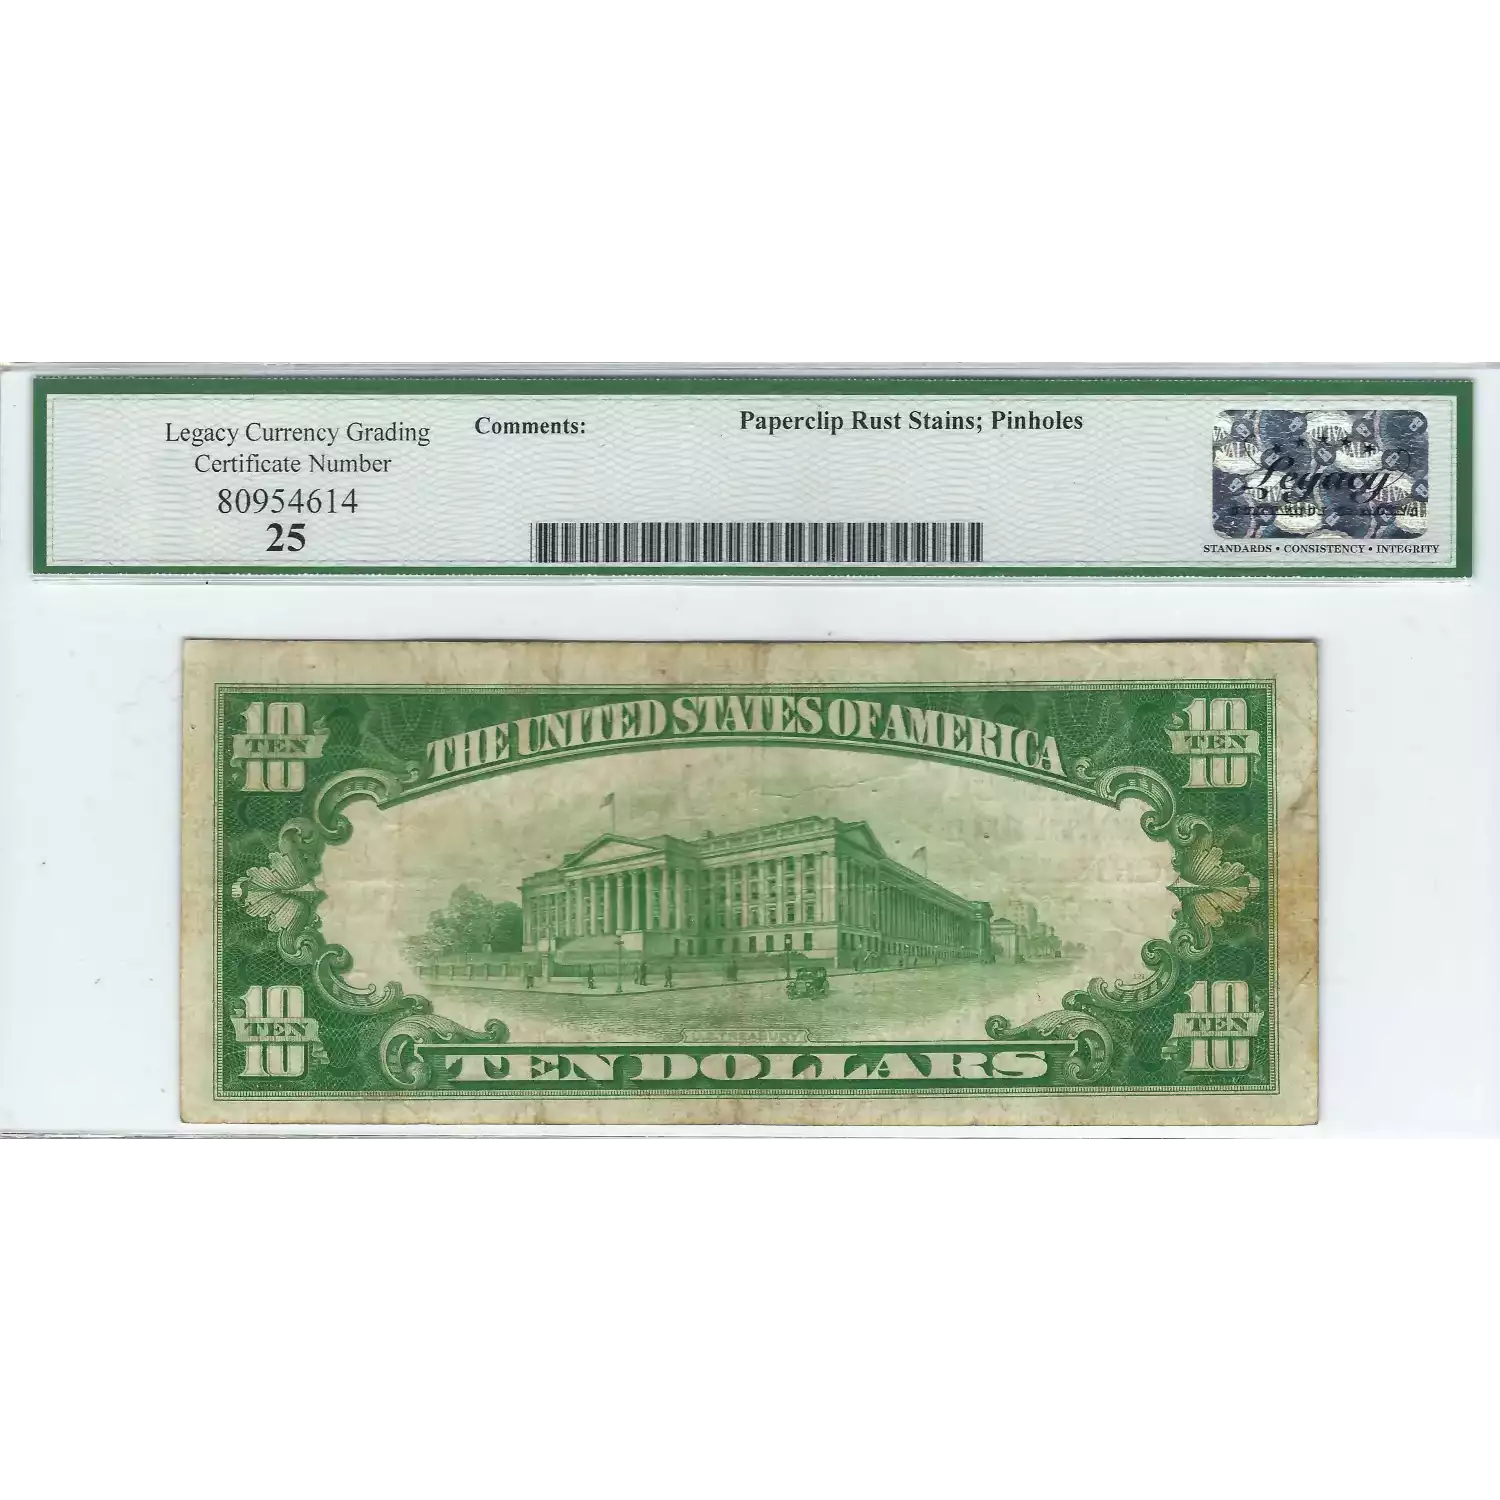 Legacy Currency Grading
Certificate Number
80954614
25
Comments:
Paperclip Rust Stains; Pinholes
Legacy
STANDARDS • CONSISTENCY • INTEGRITY
THE UNITED STATES OF AMERICA
10
TEN
10
10
TEN
10
10
TEN
10
10
TEN
10
U.S. TREASURY
TEN DOLLARS